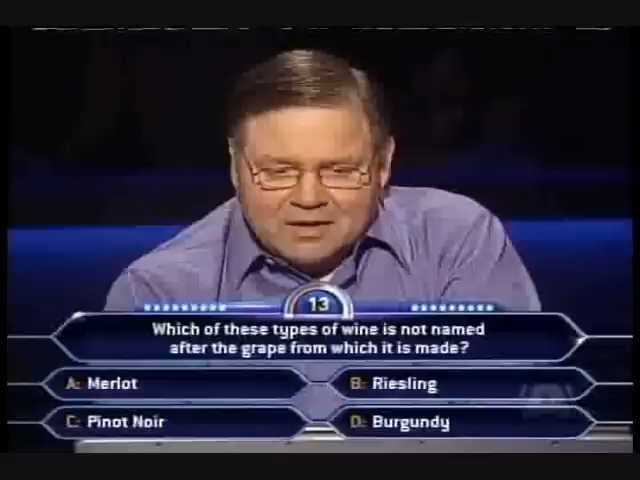 13
Which of these types of wine is not named
after the grape from which it is made?
A: Merlot
B: Riesling
C: Pinot Noir
D: Burgundy